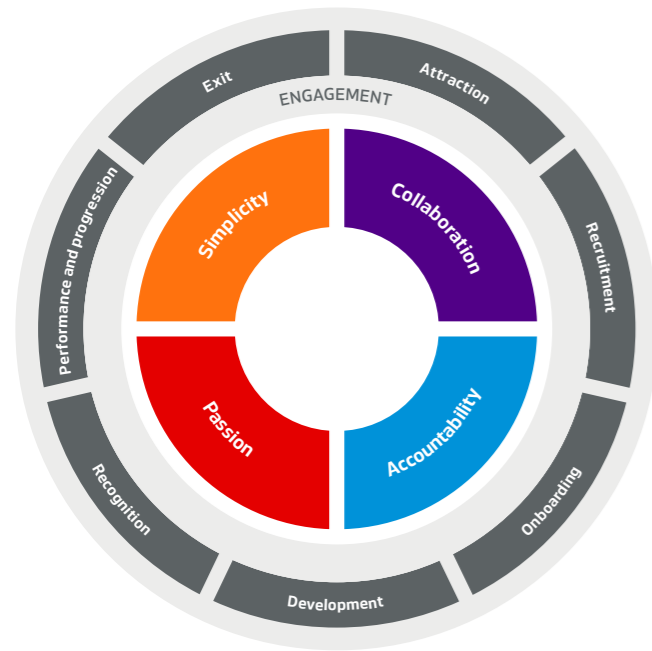 Exit
Attraction
ENGAGEMENT
Performance and progression
Simplicity
Collaboration
Recruitment
Passion
Accountability
Recognition
Onboarding
Development